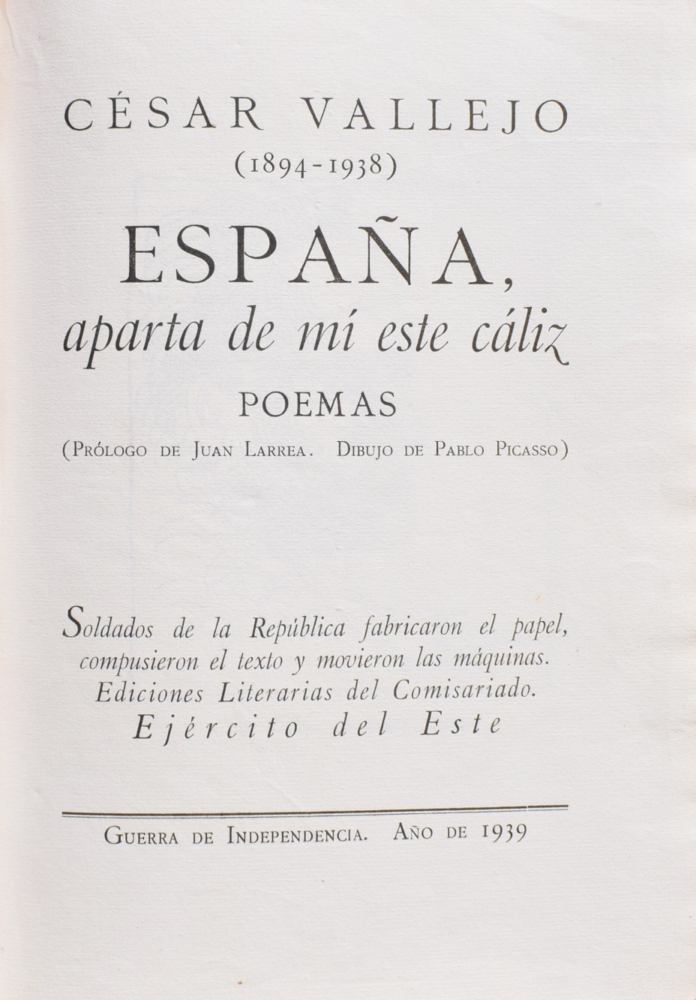 CÉSAR VALLEJO
(1894-1938)
ESPAÑA,
aparta de mí este cáliz
POEMAS
(Prólogo de Juan Larrea. Dibujo de Pablo Picasso)
Soldados de la República fabricaron el papel,
compusieron el texto y movieron las máquinas.
Ediciones Literarias del Comisariado.
Ejército del Este
Guerra de Independencia. Año de 1939